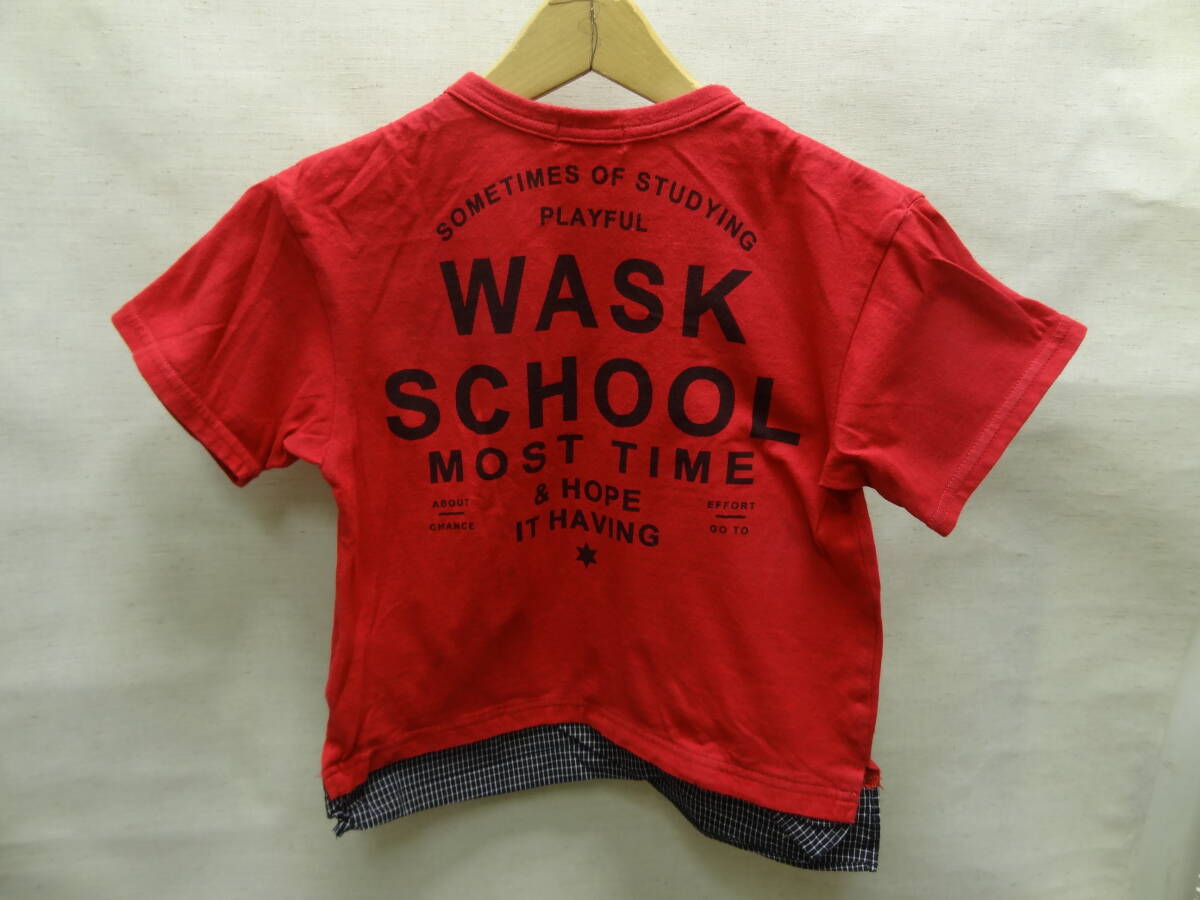 SOMETIMES OF STUDYING
PLAYFUL
WASK
SCHOOL
MOST TIME
& HOPE
IT HAVING
ABOUT
CHANCE
EFFORT
GO TO